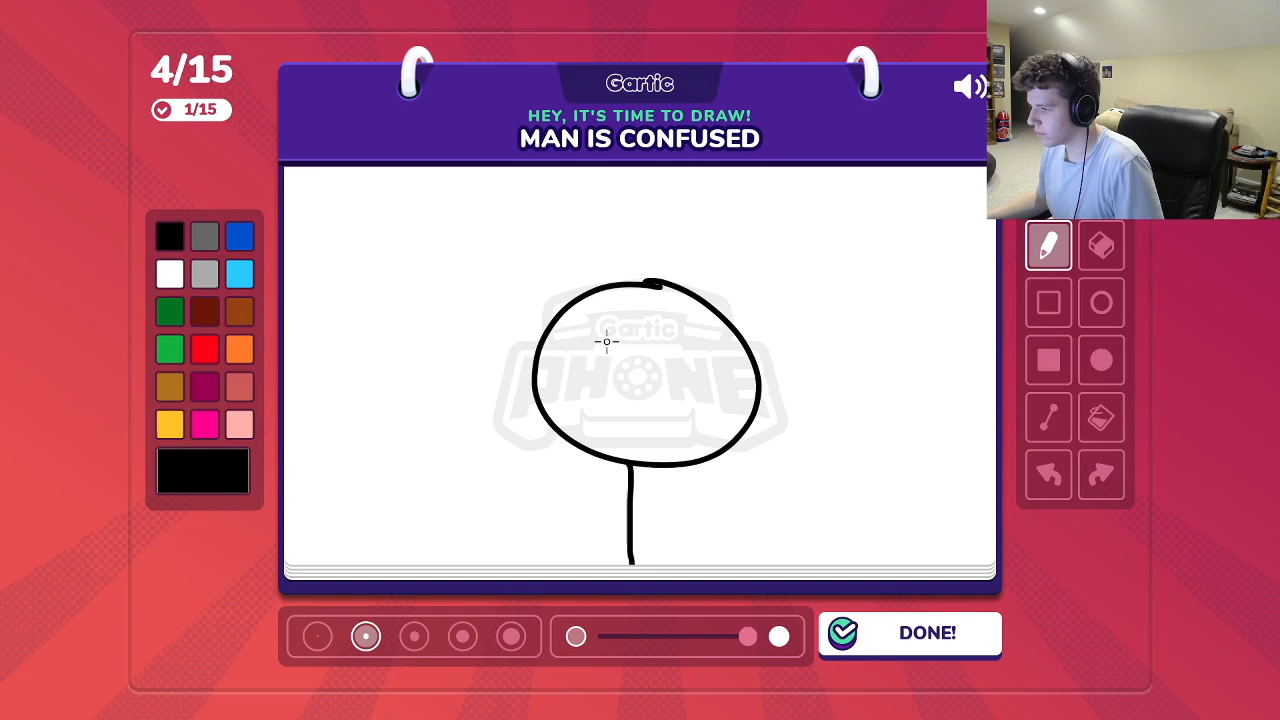 4/15
1/15
Gartic
HEY, IT'S TIME TO DRAW!
MAN IS CONFUSED
Gartic
PHONE
DONE!